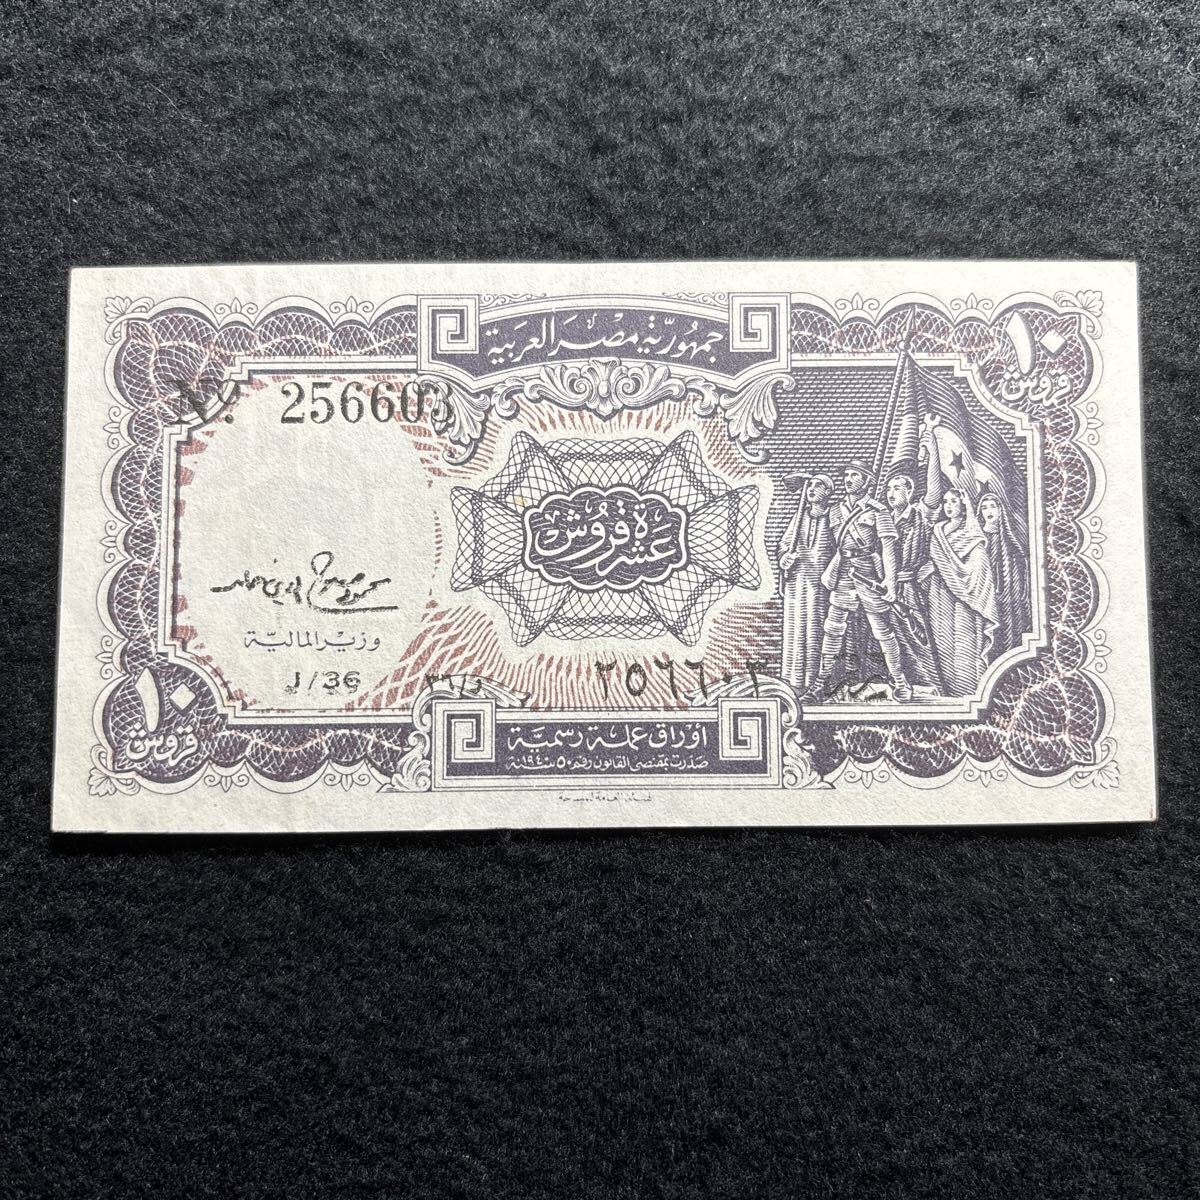 جمهورية مصر العربية
١٠ قروش
Nº 256603
عشرة قروش
وزير المالية
J/36
٢٥٦٦٠٣
١٠ قروش
أوراق عملة رسمية
صدرت بمقتضى القانون رقم ٥٠ لسنة ١٩٤٠